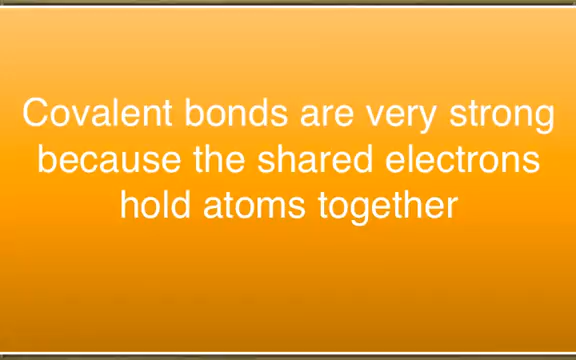 Covalent bonds are very strong
because the shared electrons
hold atoms together